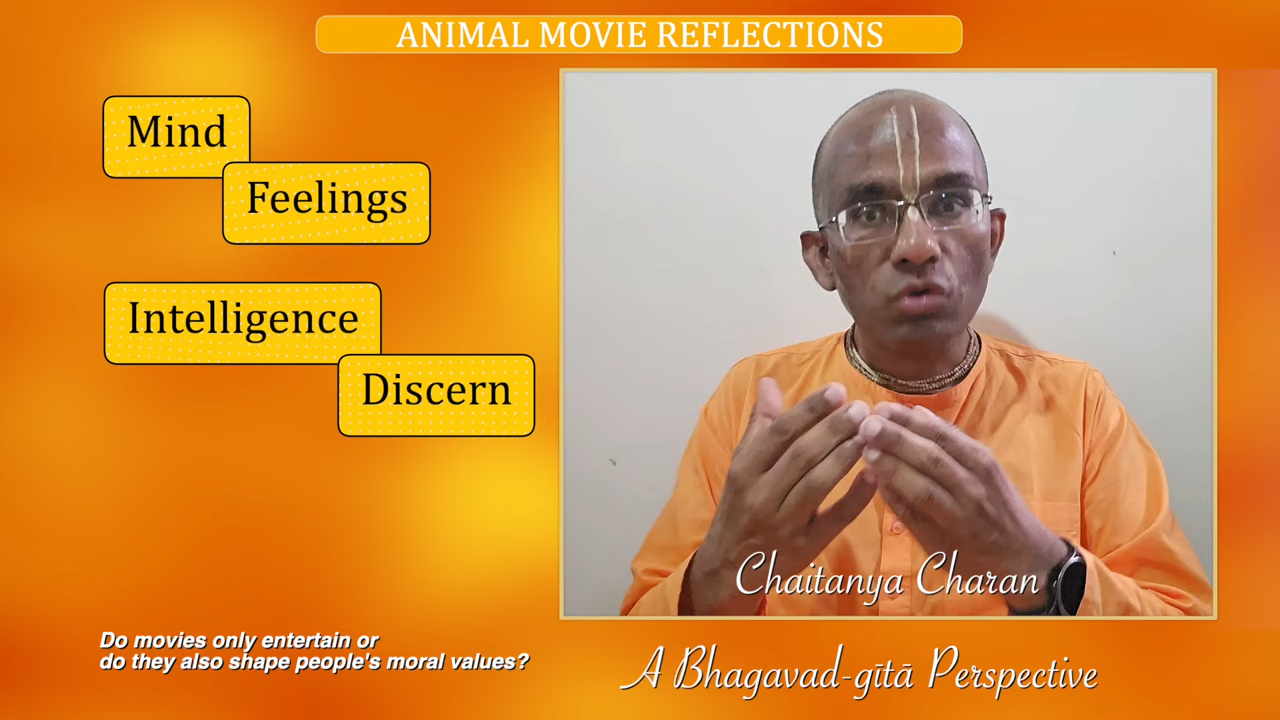 ANIMAL MOVIE REFLECTIONS
Mind
Feelings
Intelligence
Discern
Chaitanya Charan
Do movies only entertain or
do they also shape people's moral values?
A Bhagavad-gītā Perspective